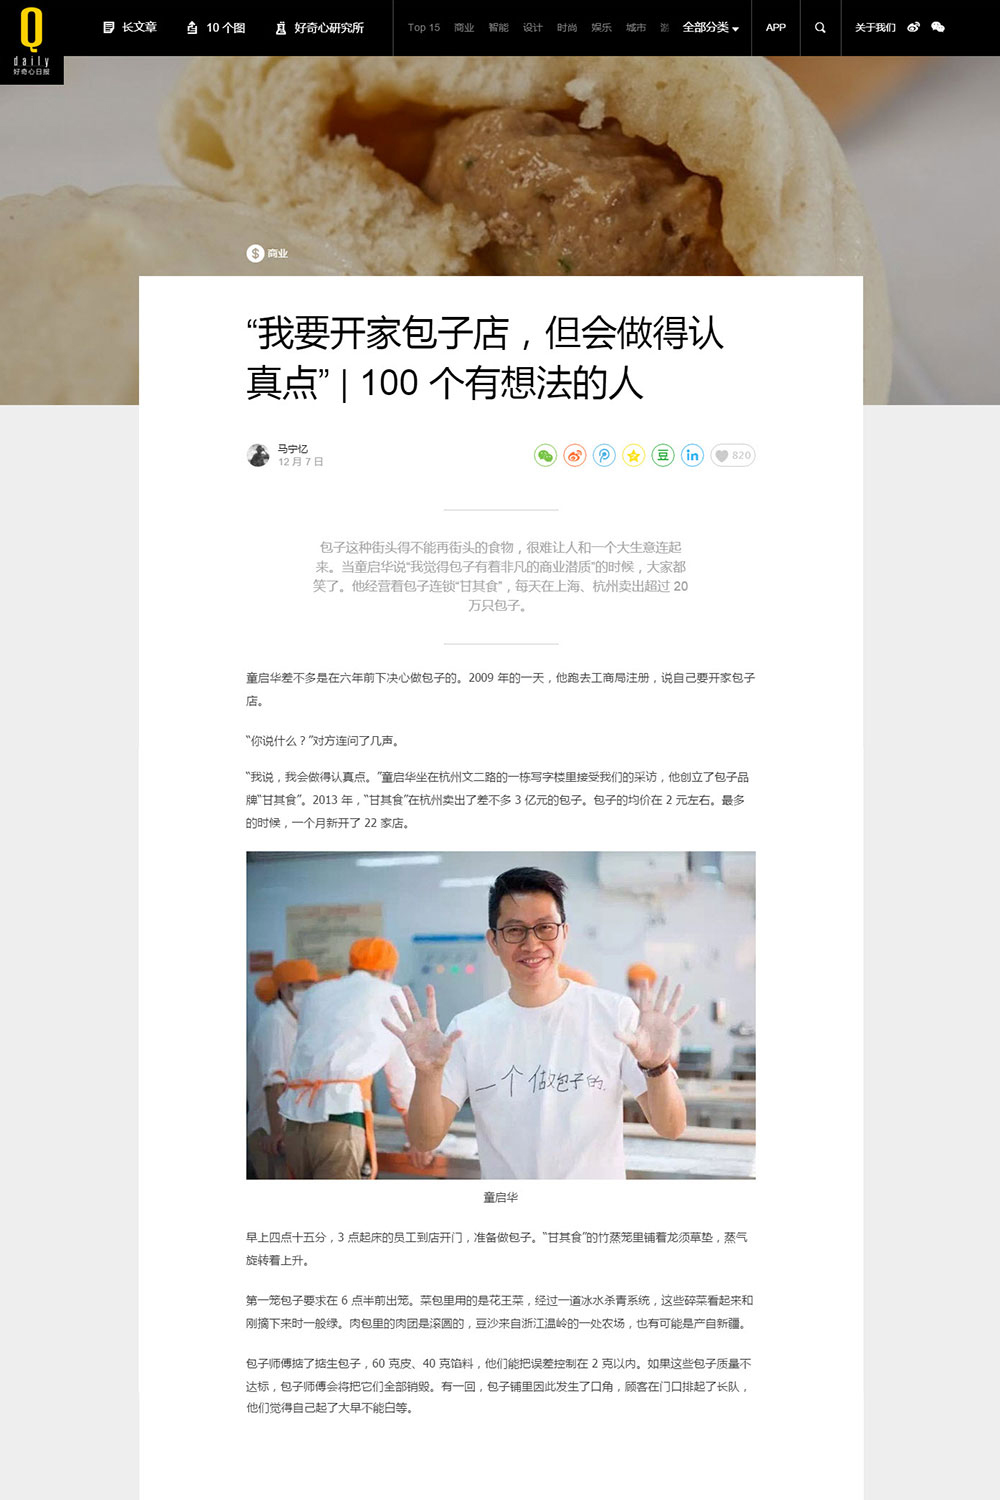 Q
daily
好奇心日报
长文章
10 个图
好奇心研究所
Top 15
商业
智能
设计
时尚
娱乐
城市
全部分类
APP
关于我们
$ 商业
“我要开家包子店，但会做得认
真点” | 100 个有想法的人
马宁忆
12 月 7 日
豆
in
820
包子这种街头得不能再街头的食物，很难让人和一个大生意连起
来。当童启华说“我觉得包子有着非凡的商业潜质”的时候，大家都
笑了。他经营着包子连锁“甘其食”，每天在上海、杭州卖出超过 20
万只包子。
童启华差不多是在六年前下决心做包子的。2009 年的一天，他跑去工商局注册，说自己要开家包子
店。
“你说什么？”对方连问了几声。
“我说，我会做得认真点。”童启华坐在杭州文二路的一栋写字楼里接受我们的采访，他创立了包子品
牌“甘其食”。2013 年，“甘其食”在杭州卖出了差不多 3 亿元的包子。包子的均价在 2 元左右。最多
的时候，一个月新开了 22 家店。
一个做包子的.
童启华
早上四点十五分，3 点起床的员工到店开门，准备做包子。“甘其食”的竹蒸笼里铺着龙须草垫，蒸气
旋转着上升。
第一笼包子要求在 6 点半前出笼。菜包里用的是花王菜，经过一道冰水杀青系统，这些碎菜看起来和
刚摘下来时一般绿。肉包里的肉团是滚圆的，豆沙来自浙江温岭的一处农场，也有可能是产自新疆。
包子师傅掂了掂生包子，60 克皮、40 克馅料，他们能把误差控制在 2 克以内。如果这些包子质量不
达标，包子师傅会将把它们全部销毁。有一回，包子铺里因此发生了口角，顾客在门口排起了长队，
他们觉得自己起了大早不能白等。